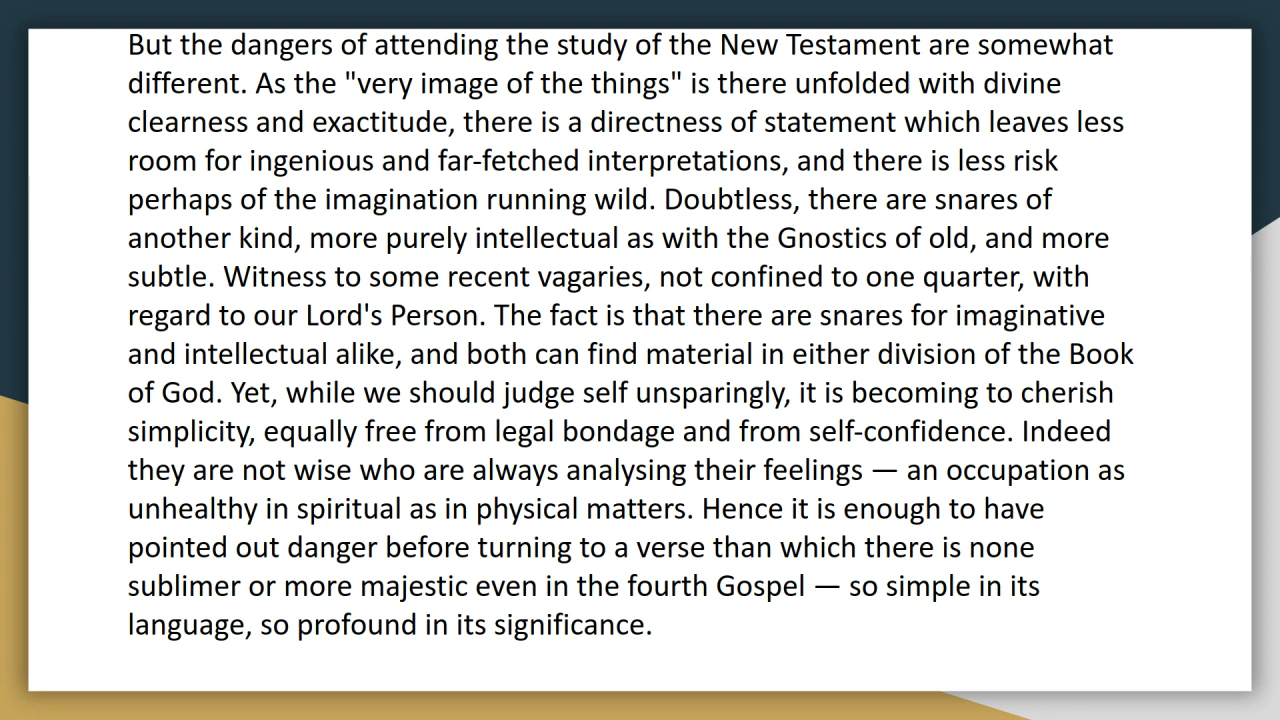 But the dangers of attending the study of the New Testament are somewhat
different. As the "very image of the things" is there unfolded with divine
clearness and exactitude, there is a directness of statement which leaves less
room for ingenious and far-fetched interpretations, and there is less risk
perhaps of the imagination running wild. Doubtless, there are snares of
another kind, more purely intellectual as with the Gnostics of old, and more
subtle. Witness to some recent vagaries, not confined to one quarter, with
regard to our Lord's Person. The fact is that there are snares for imaginative
and intellectual alike, and both can find material in either division of the Book
of God. Yet, while we should judge self unsparingly, it is becoming to cherish
simplicity, equally free from legal bondage and from self-confidence. Indeed
they are not wise who are always analysing their feelings — an occupation as
unhealthy in spiritual as in physical matters. Hence it is enough to have
pointed out danger before turning to a verse than which there is none
sublimer or more majestic even in the fourth Gospel — so simple in its
language, so profound in its significance.